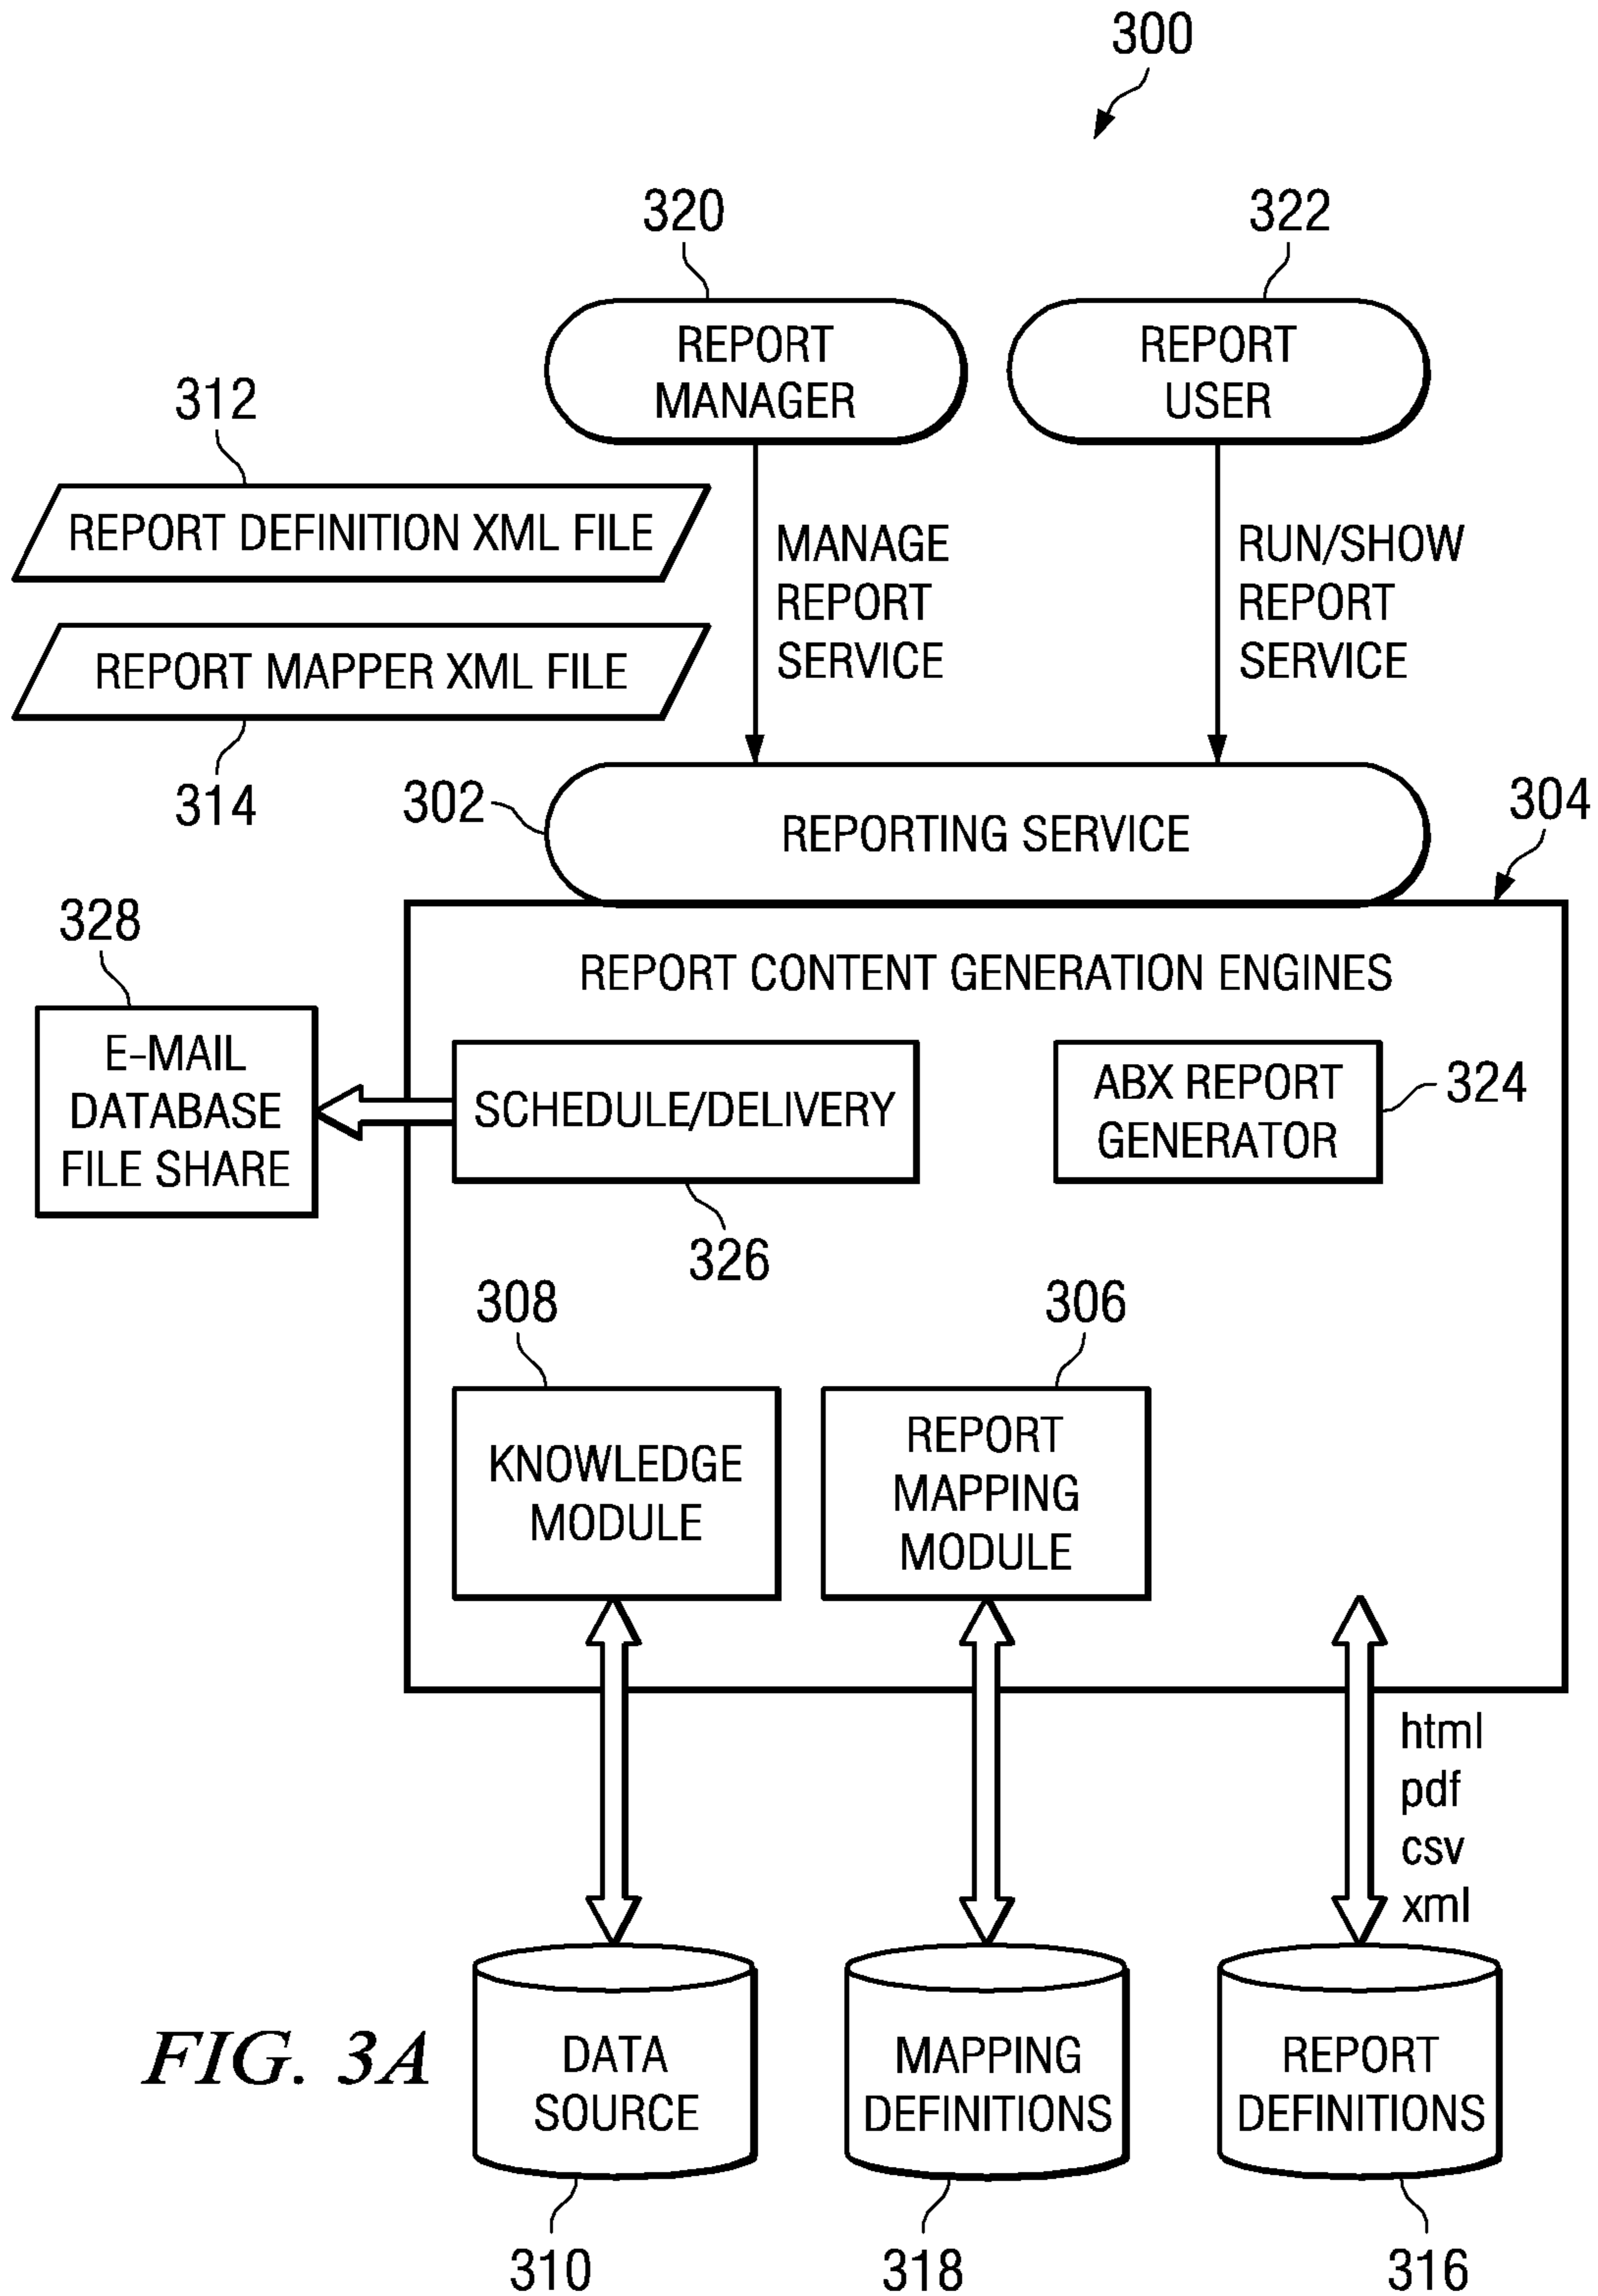 300
320
322
REPORT
MANAGER
REPORT
USER
312
REPORT DEFINITION XML FILE
MANAGE
REPORT
SERVICE
RUN/SHOW
REPORT
SERVICE
REPORT MAPPER XML FILE
314
302
REPORTING SERVICE
304
328
REPORT CONTENT GENERATION ENGINES
E-MAIL
DATABASE
FILE SHARE
SCHEDULE/DELIVERY
ABX REPORT
GENERATOR
324
326
308
306
KNOWLEDGE
MODULE
REPORT
MAPPING
MODULE
html
pdf
csv
xml
FIG. 3A
DATA
SOURCE
MAPPING
DEFINITIONS
REPORT
DEFINITIONS
310
318
316